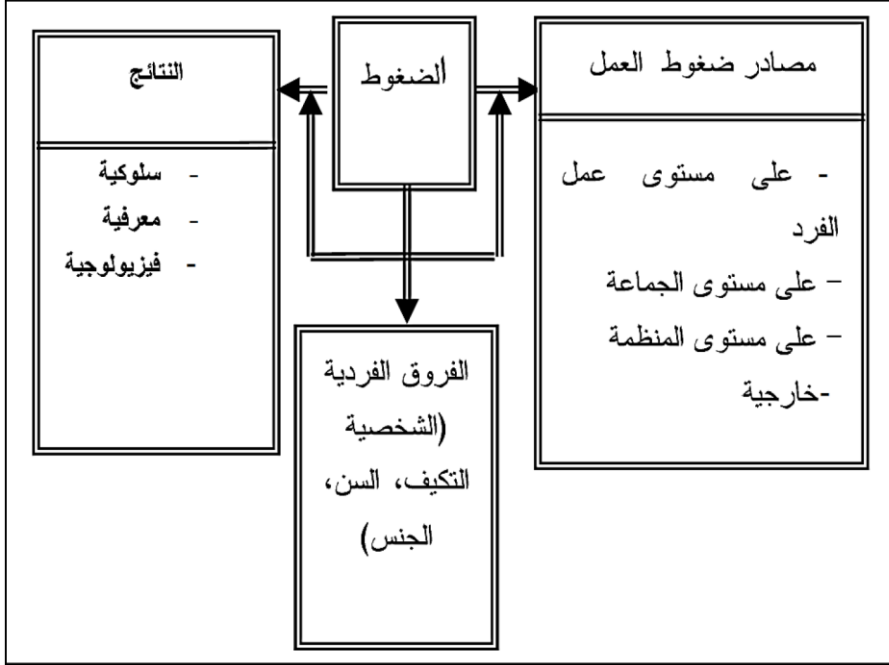 مصادر ضغوط العمل
- على مستوى عمل
الفرد
– على مستوى الجماعة
– على مستوى المنظمة
-خارجية
ألضغوط
النتائج
- سلوكية
- معرفية
- فيزيولوجية
الفروق الفردية
(الشخصية
التكيف، السن،
الجنس)